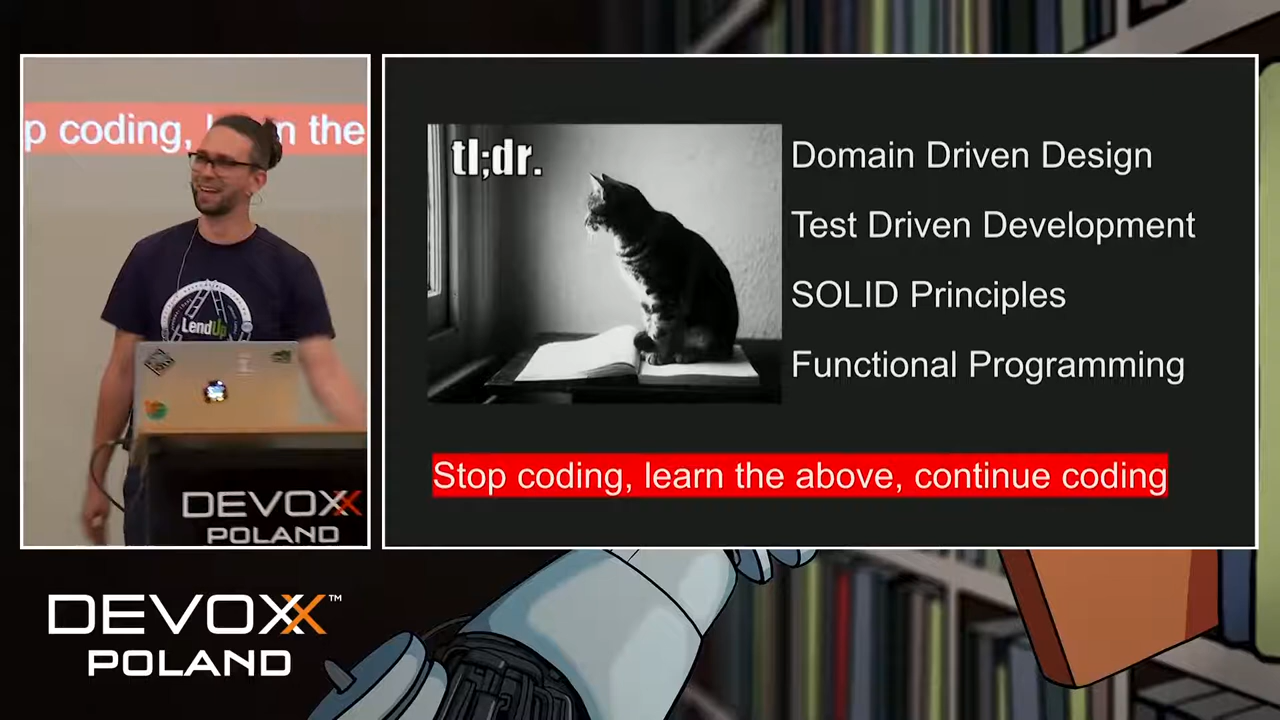 p coding, l n the
LendUp
DEVOXX
POLAND
tl;dr.
Domain Driven Design
Test Driven Development
SOLID Principles
Functional Programming
Stop coding, learn the above, continue coding
DEVOXX™
POLAND